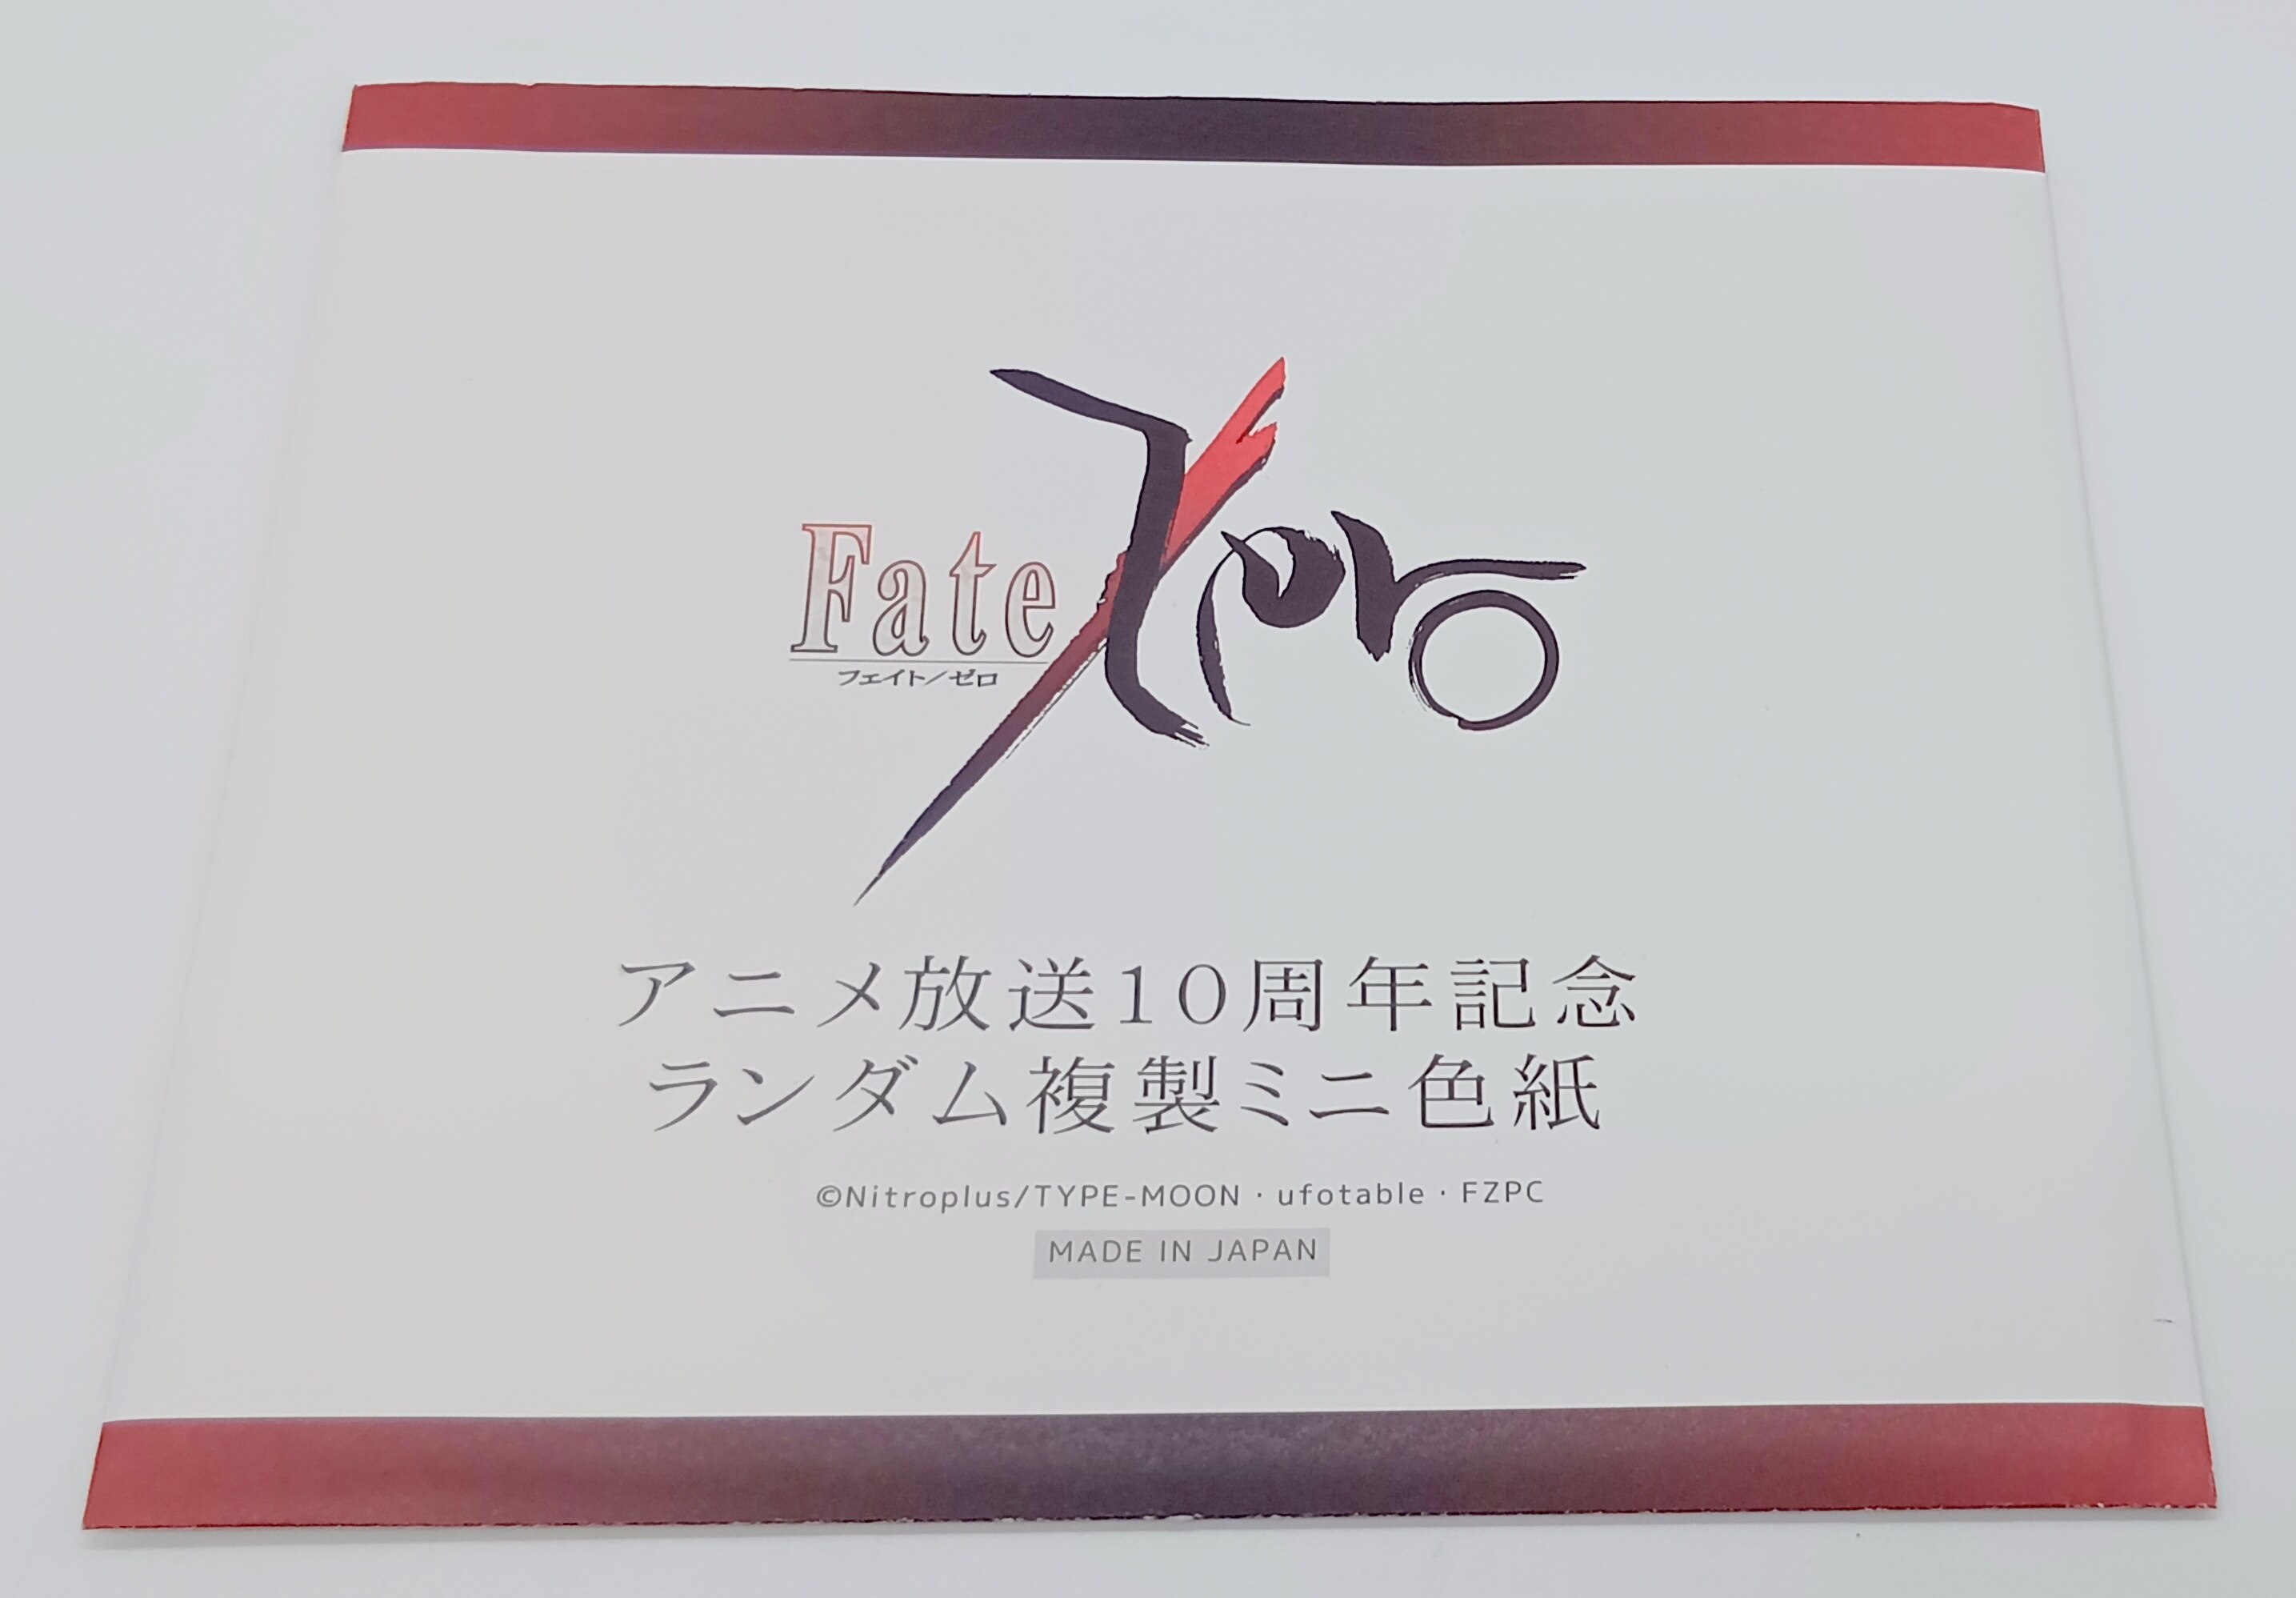 Fate/Zero
フェイト/ゼロ
アニメ放送10周年記念
ランダム複製ミニ色紙
©Nitroplus/TYPE-MOON・ufotable・FZPC
MADE IN JAPAN